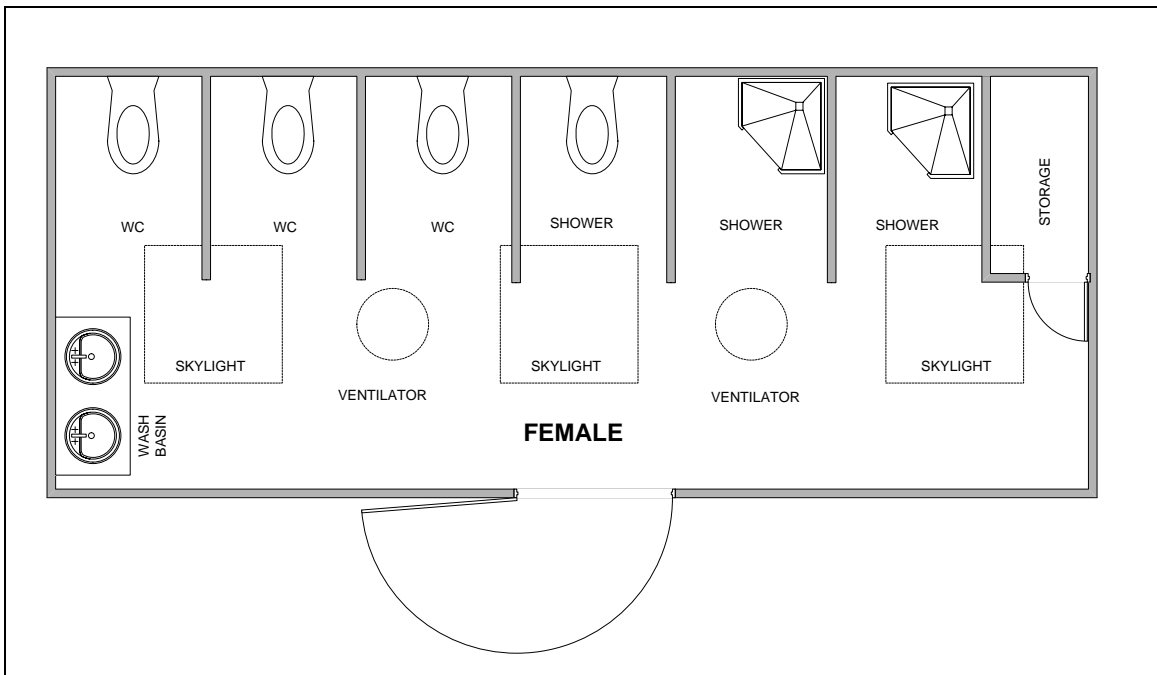 STORAGE
WC
WC
WC
SHOWER
SHOWER
SHOWER
SKYLIGHT
SKYLIGHT
SKYLIGHT
VENTILATOR
VENTILATOR
WASH
BASIN
FEMALE